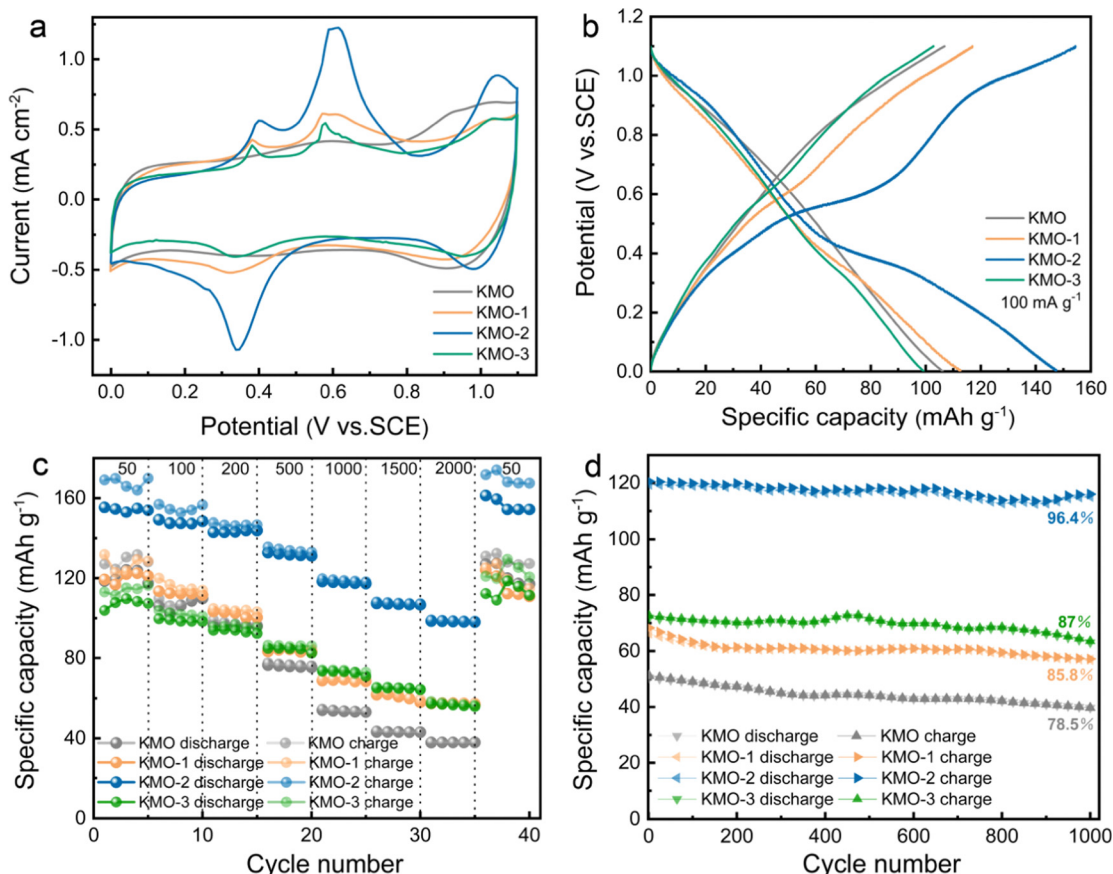 a
Current (mA cm-2)
1.0
0.5
0.0
-0.5
-1.0
KMO
KMO-1
KMO-2
KMO-3
0.0 0.2 0.4 0.6 0.8 1.0
Potential (V vs.SCE)
b
Potential (V vs.SCE)
1.2
1.0
0.8
0.6
0.4
0.2
0.0
KMO
KMO-1
KMO-2
KMO-3
100 mA g-1
0 20 40 60 80 100 120 140 160
Specific capacity (mAh g-1)
c
Specific capacity (mAh g-1)
50 100 200 500 1000 1500 2000 50
160
120
80
40
0
KMO discharge KMO charge
KMO-1 discharge KMO-1 charge
KMO-2 discharge KMO-2 charge
KMO-3 discharge KMO-3 charge
0 10 20 30 40
Cycle number
d
Specific capacity (mAh g-1)
120
100
80
60
40
20
0
96.4%
87%
85.8%
78.5%
KMO discharge KMO charge
KMO-1 discharge KMO-1 charge
KMO-2 discharge KMO-2 charge
KMO-3 discharge KMO-3 charge
0 200 400 600 800 1000
Cycle number